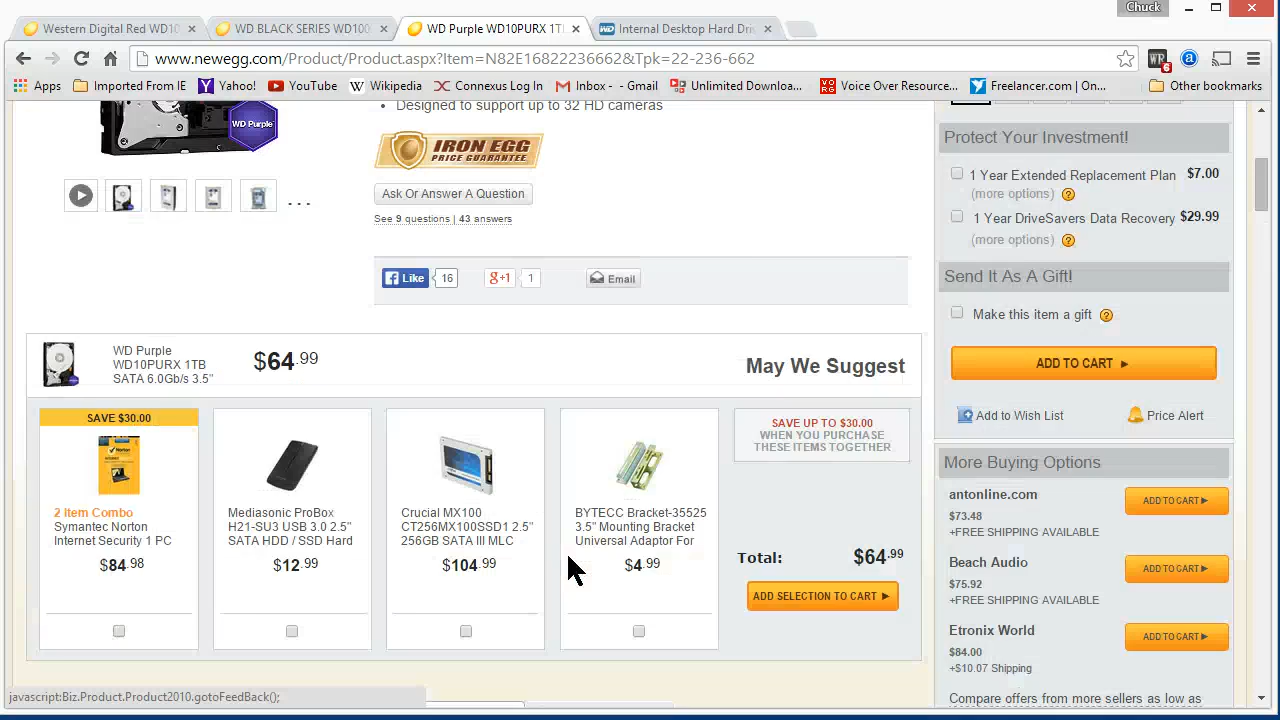 Chuck
Western Digital Red WD10
WD BLACK SERIES WD100
WD Purple WD10PURX 1T
Internal Desktop Hard Dri
www.newegg.com/Product/Product.aspx?Item=N82E16822236662&Tpk=22-236-662
6
a
Apps
Imported From IE
Yahoo!
YouTube
Wikipedia
Connexus Log In
Inbox - - Gmail
Unlimited Downloa...
Voice Over Resource...
Freelancer.com | On...
Other bookmarks
WD Purple™
• Designed to support up to 32 HD cameras
IRON EGG
PRICE GUARANTEE
Ask Or Answer A Question
See 9 questions | 43 answers
...
Like 16
g+1 1
Email
WD Purple
WD10PURX 1TB
SATA 6.0Gb/s 3.5"
$64.99
May We Suggest
SAVE $30.00
Norton
2 Item Combo
Symantec Norton
Internet Security 1 PC
$84.98
Mediasonic ProBox
H21-SU3 USB 3.0 2.5"
SATA HDD / SSD Hard
$12.99
Crucial MX100
CT256MX100SSD1 2.5"
256GB SATA III MLC
$104.99
BYTECC Bracket-35525
3.5" Mounting Bracket
Universal Adaptor For
$4.99
SAVE UP TO $30.00
WHEN YOU PURCHASE
THESE ITEMS TOGETHER
Total: $64.99
ADD SELECTION TO CART ▶
Protect Your Investment!
1 Year Extended Replacement Plan $7.00
(more options) ?
1 Year DriveSavers Data Recovery $29.99
(more options) ?
Send It As A Gift!
Make this item a gift ?
ADD TO CART ▶
Add to Wish List
Price Alert
More Buying Options
antonline.com
$73.48
+FREE SHIPPING AVAILABLE
ADD TO CART ▶
Beach Audio
$75.92
+FREE SHIPPING AVAILABLE
ADD TO CART ▶
Etronix World
$84.00
+$10.07 Shipping
ADD TO CART ▶
Compare offers from more sellers as low as
javascript:Biz.Product.Product2010.gotoFeedBack();